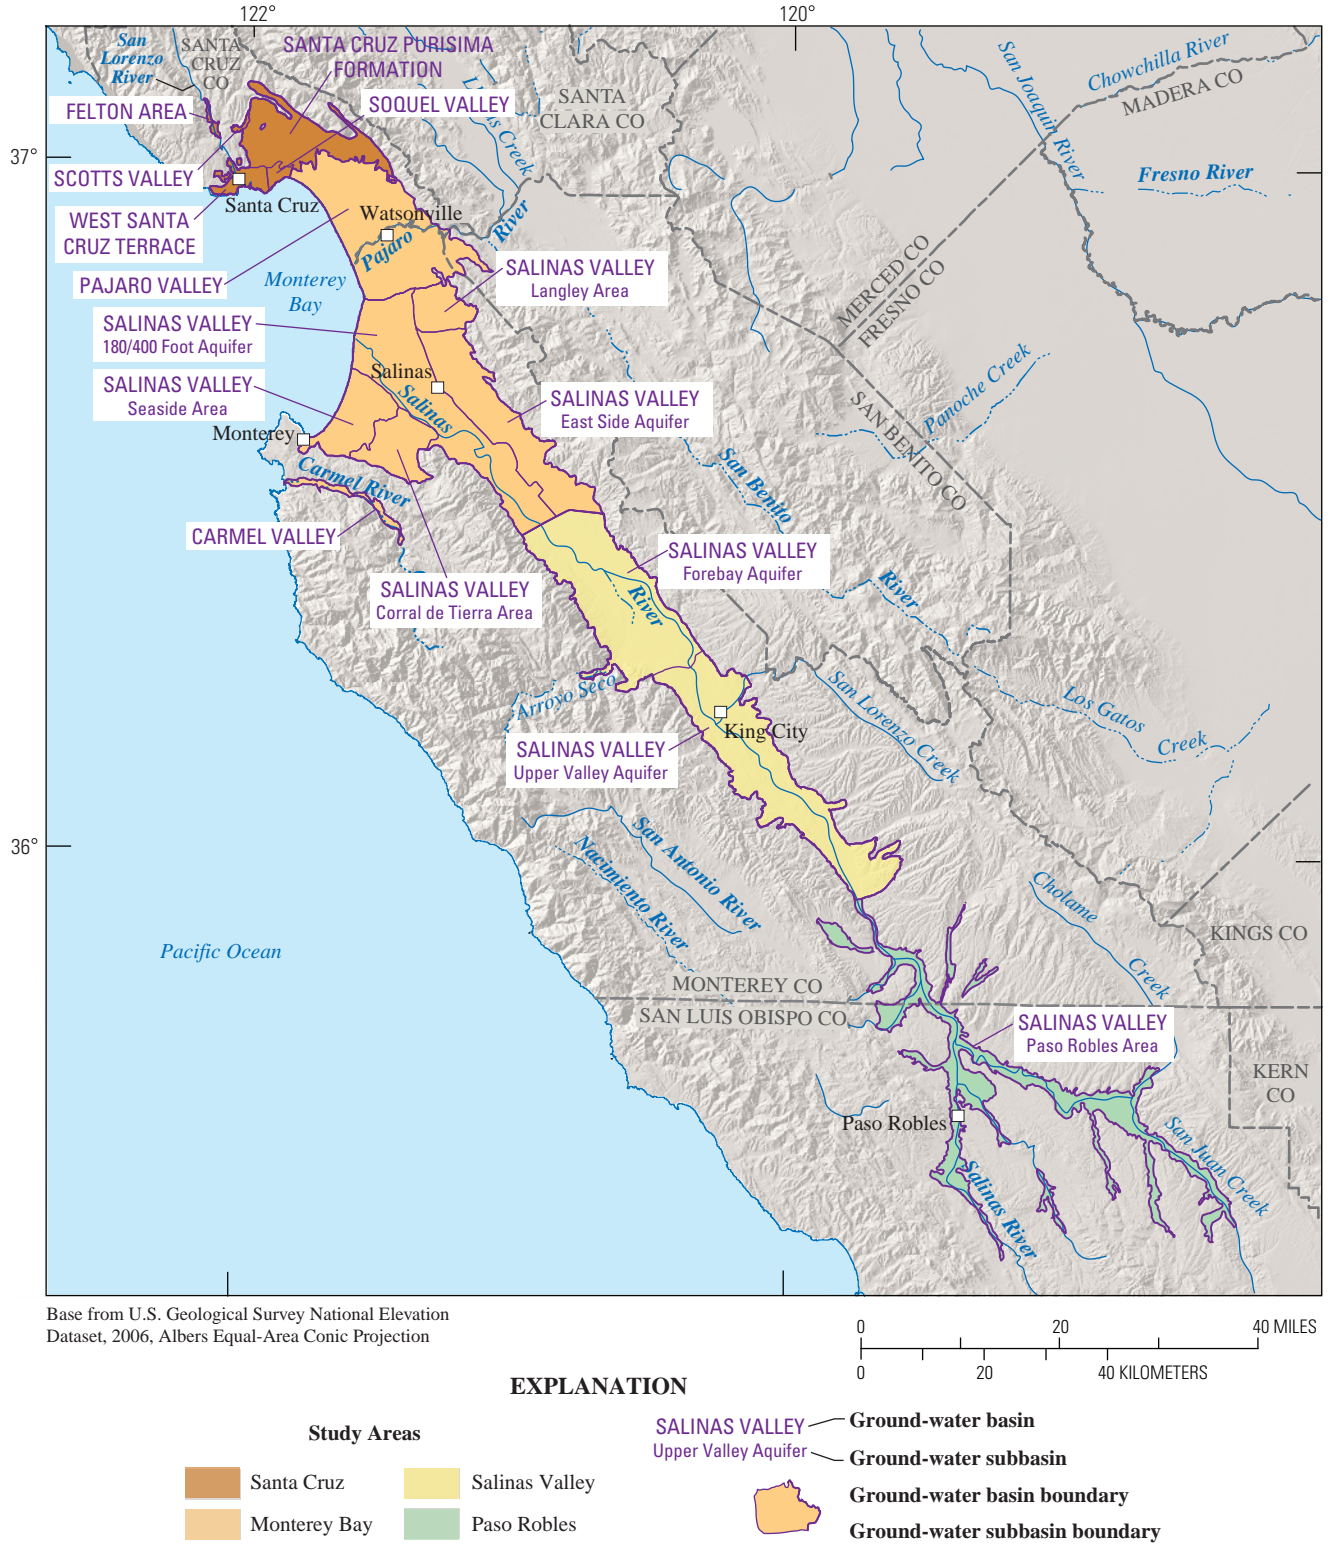 122°
120°
San
Lorenzo
River
SANTA
CRUZ
CO
SANTA CRUZ PURISIMA
FORMATION
SOQUEL VALLEY
FELTON AREA
SANTA
CLARA CO
Creek
San Joaquin River
Chowchilla River
MADERA CO
Fresno River
37°
SCOTTS VALLEY
WEST SANTA
CRUZ TERRACE
Santa Cruz
Watsonville
Pajaro
River
PAJARO VALLEY
Monterey
Bay
SALINAS VALLEY
Langley Area
MERCED CO
FRESNO CO
SALINAS VALLEY
180/400 Foot Aquifer
SALINAS VALLEY
Seaside Area
Salinas
Salinas
SALINAS VALLEY
East Side Aquifer
Panoche Creek
SAN BENITO CO
Monterey
Carmel River
San Benito
River
CARMEL VALLEY
SALINAS VALLEY
Forebay Aquifer
SALINAS VALLEY
Corral de Tierra Area
River
Arroyo Seco
San Lorenzo Creek
Los Gatos
Creek
King City
SALINAS VALLEY
Upper Valley Aquifer
36°
San Antonio River
Nacimiento River
Cholame
Creek
KINGS CO
Pacific Ocean
MONTEREY CO
SAN LUIS OBISPO CO
SALINAS VALLEY
Paso Robles Area
KERN
CO
Paso Robles
San Juan Creek
Salinas River
Base from U.S. Geological Survey National Elevation
Dataset, 2006, Albers Equal-Area Conic Projection
0 20 40 MILES
0 20 40 KILOMETERS
EXPLANATION
Study Areas
Santa Cruz
Monterey Bay
Salinas Valley
Paso Robles
SALINAS VALLEY
Upper Valley Aquifer
Ground-water basin
Ground-water subbasin
Ground-water basin boundary
Ground-water subbasin boundary